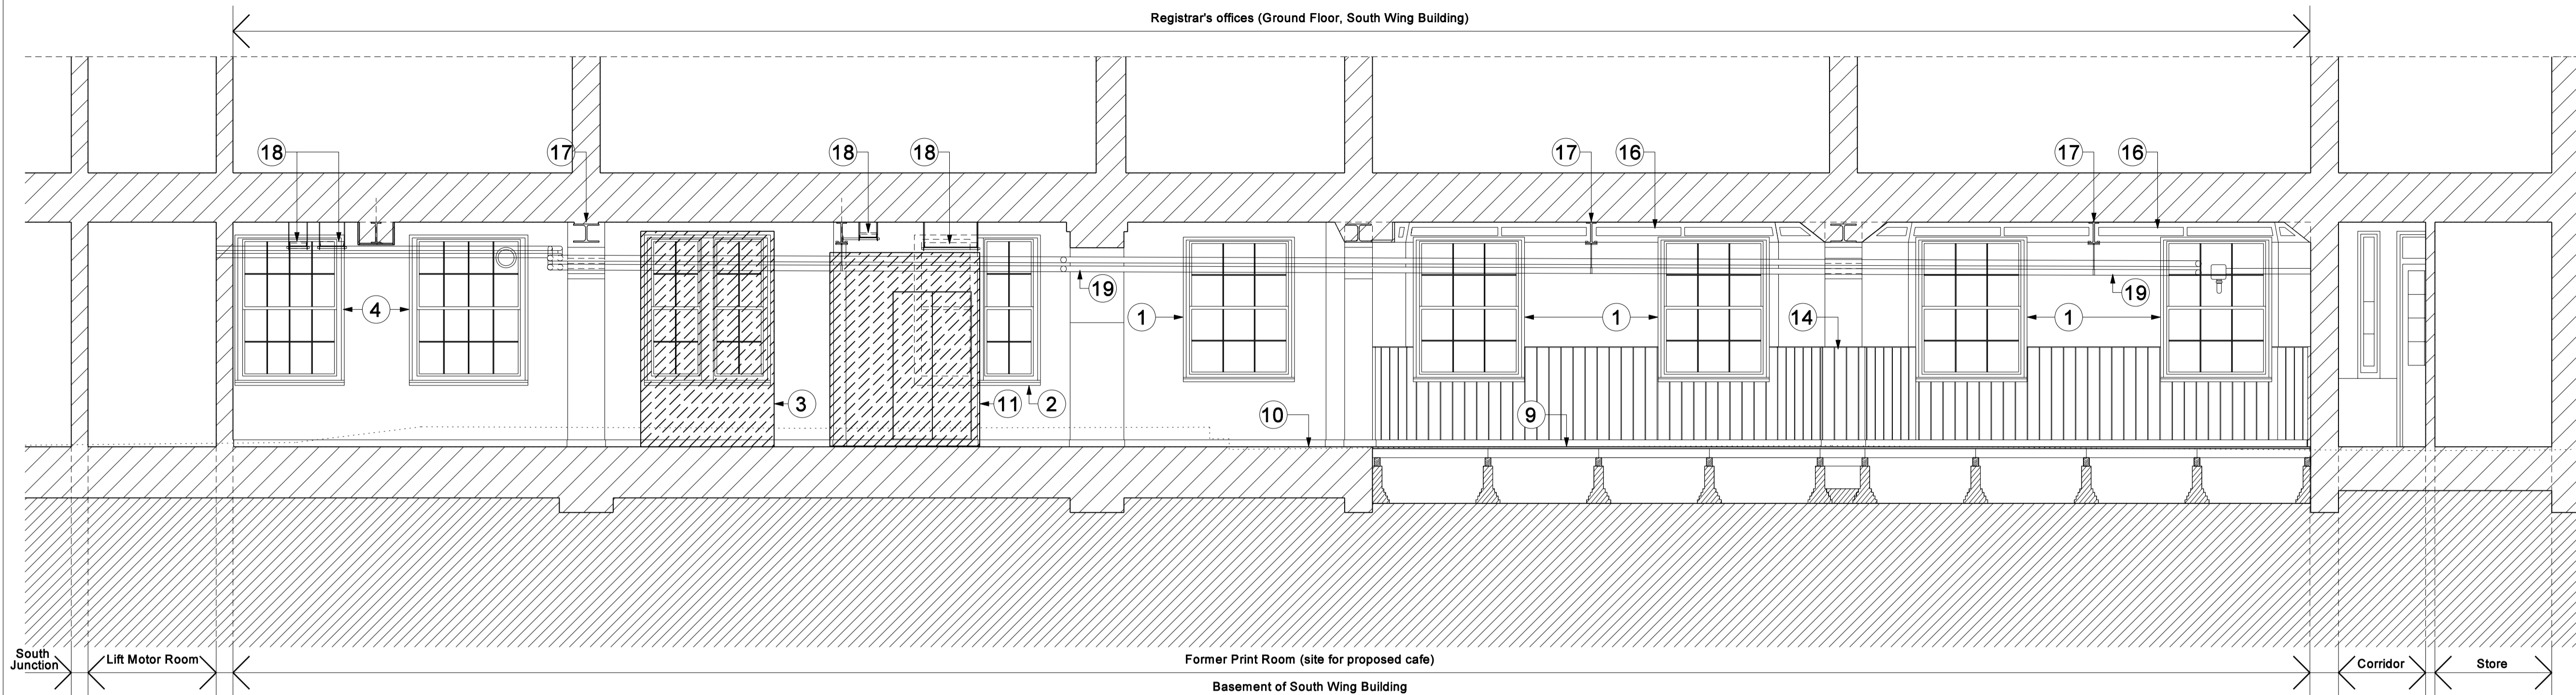 Registrar's offices (Ground Floor, South Wing Building)
18
17
18
18
17
16
17
16
4
19
1
1
14
1
19
3
11
2
10
9
South
Junction
Lift Motor Room
Former Print Room (site for proposed cafe)
Corridor
Store
Basement of South Wing Building